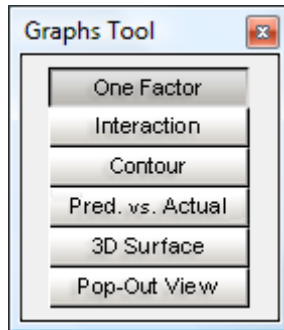 Graphs Tool
One Factor
Interaction
Contour
Pred. vs. Actual
3D Surface
Pop-Out View